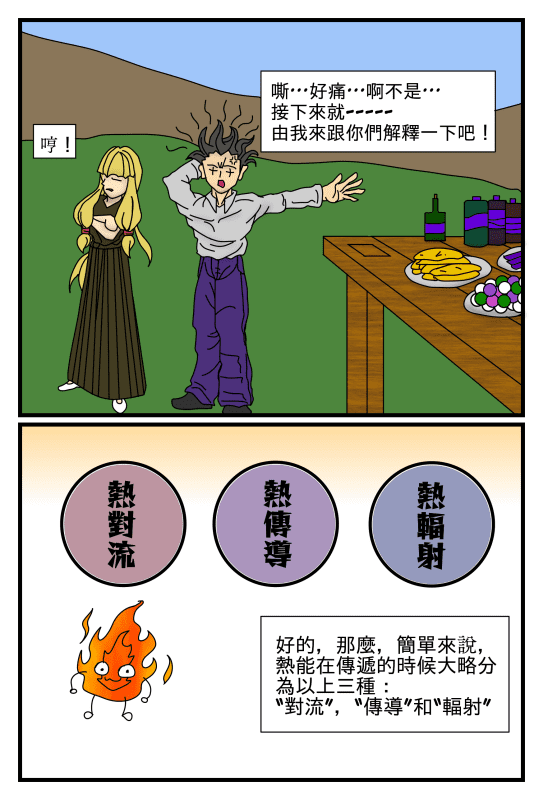 嘶…好痛…啊不是…
接下來就-----
由我來跟你們解釋一下吧！
哼！
熱對流
熱傳導
熱輻射
好的，那麼，簡單來說，
熱能在傳遞的時候大略分
為以上三種：
“對流”，“傳導”和“輻射”